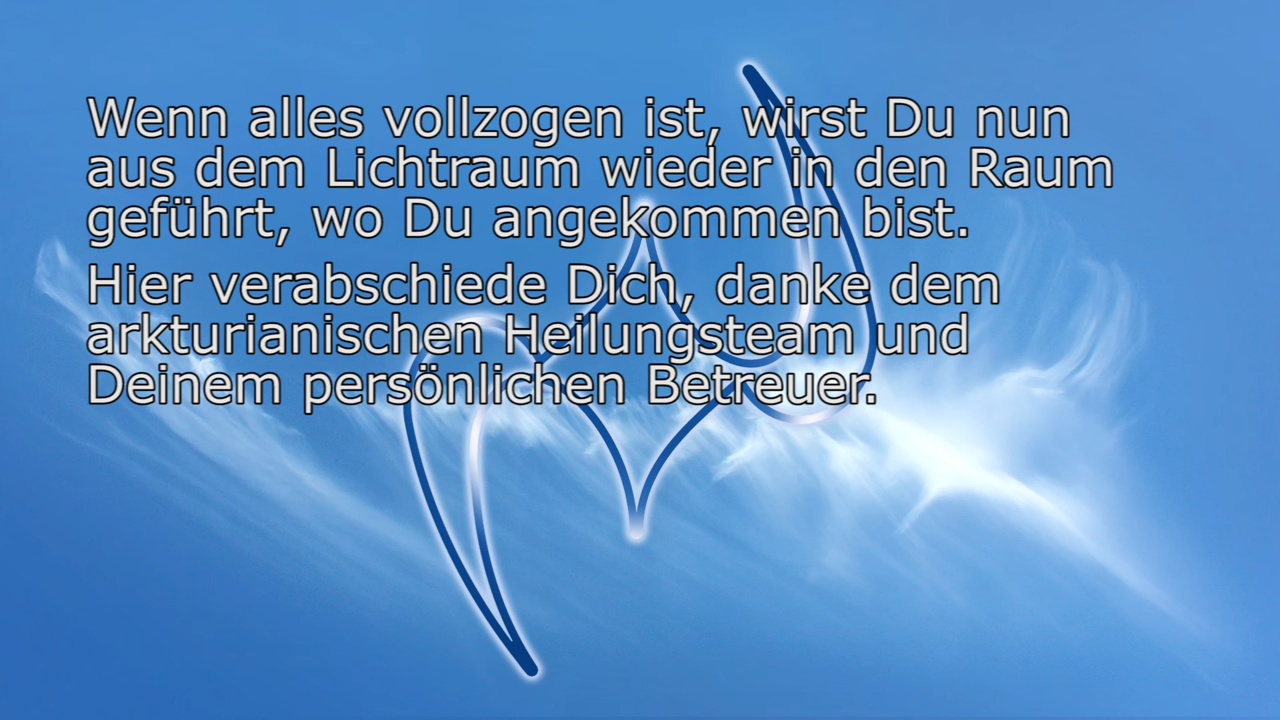 Wenn alles vollzogen ist, wirst Du nun
aus dem Lichtraum wieder in den Raum
geführt, wo Du angekommen bist.
Hier verabschiede Dich, danke dem
arkturianischen Heilungsteam und
Deinem persönlichen Betreuer.